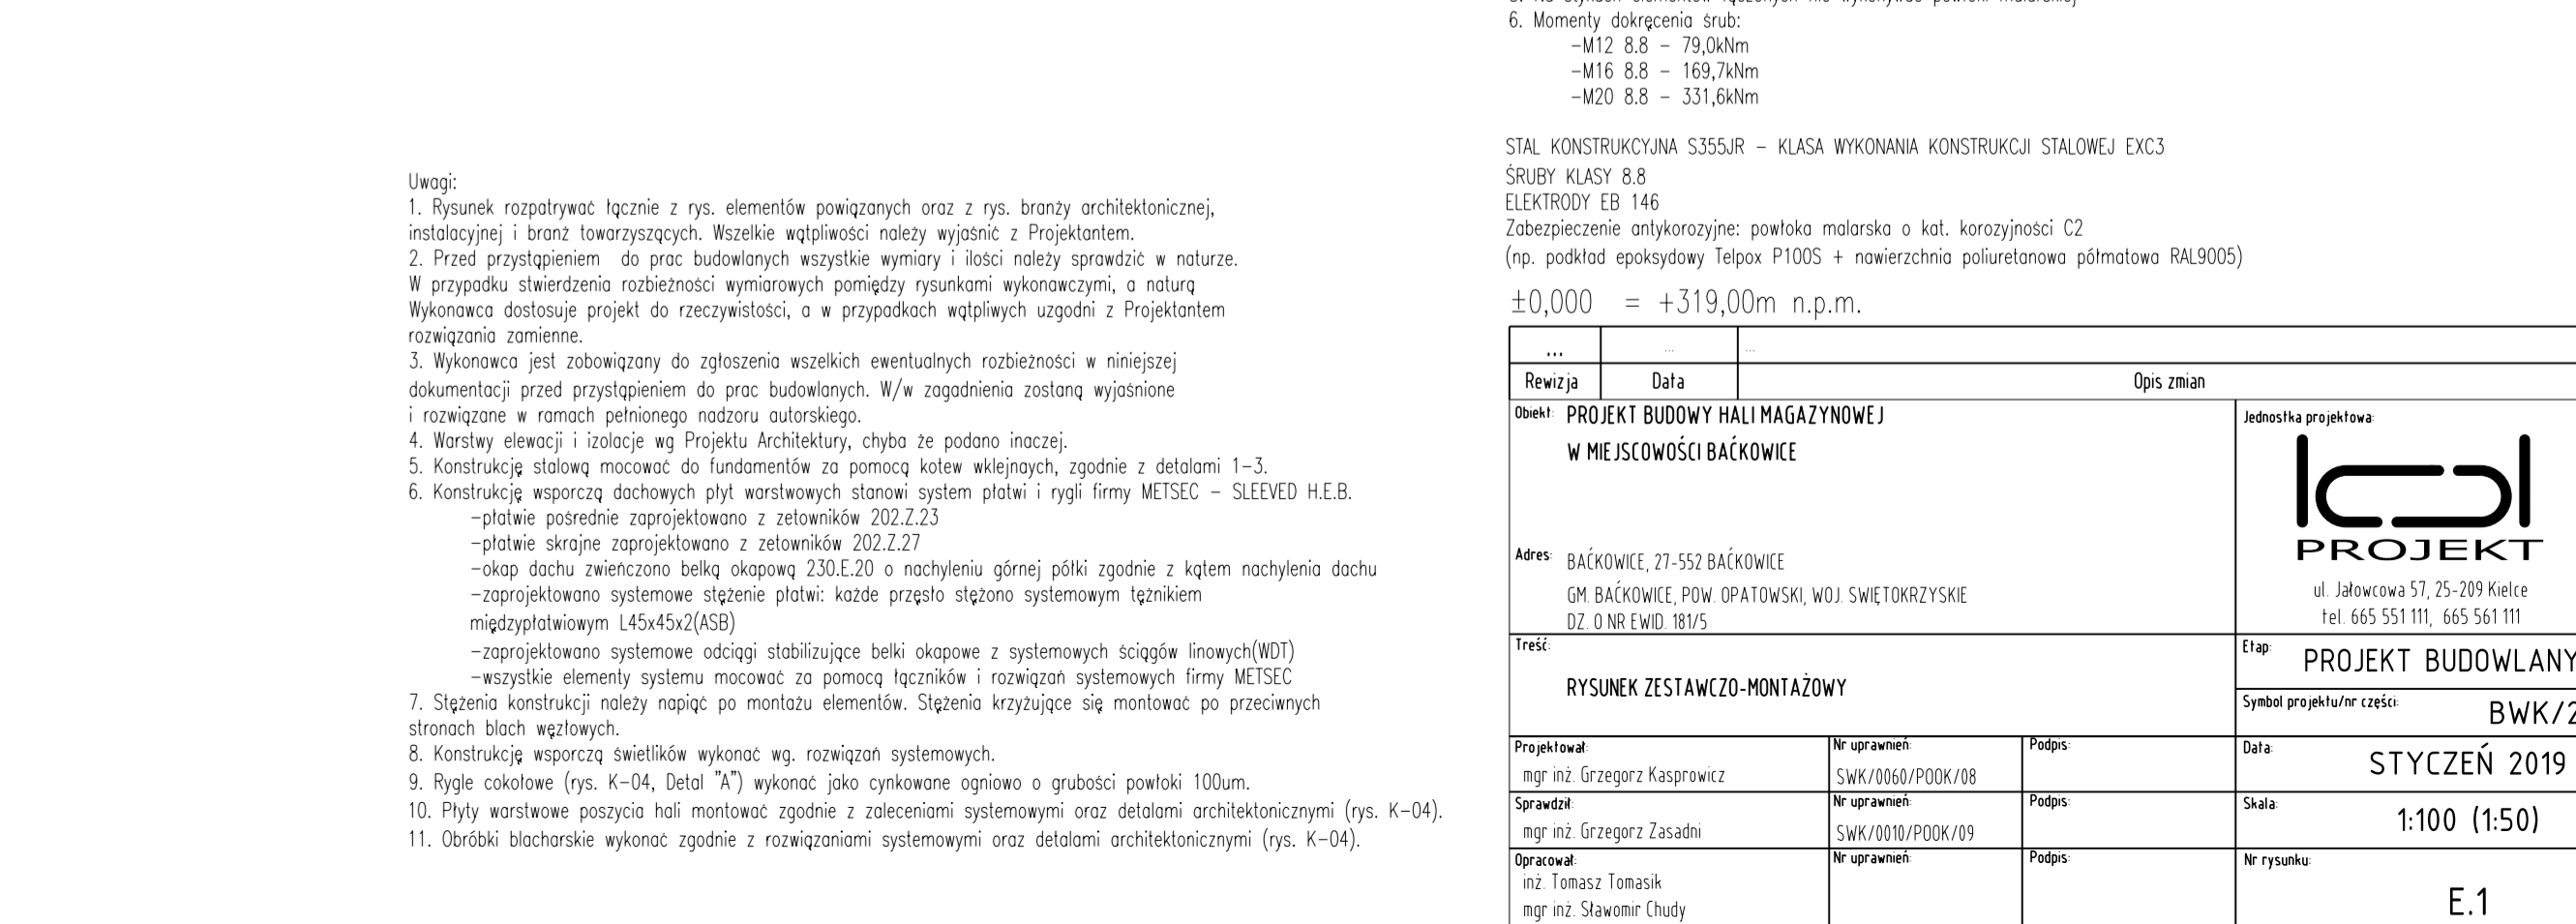 Uwagi:
1. Rysunek rozpatrywać łącznie z rys. elementów powiązanych oraz z rys. branży architektonicznej,
instalacyjnej i branż towarzyszących. Wszelkie wątpliwości należy wyjaśnić z Projektantem.
2. Przed przystąpieniem do prac budowlanych wszystkie wymiary i ilości należy sprawdzić w naturze.
W przypadku stwierdzenia rozbieżności wymiarowych pomiędzy rysunkami wykonawczymi, a naturą
Wykonawca dostosuje projekt do rzeczywistości, a w przypadkach wątpliwych uzgodni z Projektantem
rozwiązania zamienne.
3. Wykonawca jest zobowiązany do zgłoszenia wszelkich ewentualnych rozbieżności w niniejszej
dokumentacji przed przystąpieniem do prac budowlanych. W/w zagadnienia zostaną wyjaśnione
i rozwiązane w ramach pełnionego nadzoru autorskiego.
4. Warstwy elewacji i izolacje wg Projektu Architektury, chyba że podano inaczej.
5. Konstrukcję stalową mocować do fundamentów za pomocą kotew wklejnaych, zgodnie z detalami 1-3.
6. Konstrukcję wsporczą dachowych płyt warstwowych stanowi system płatwi i rygli firmy METSEC - SLEEVED H.E.B.
-płatwie pośrednie zaprojektowano z zetowników 202.Z.23
-płatwie skrajne zaprojektowano z zetowników 202.Z.27
-okap dachu zwieńczono belką okapową 230.E.20 o nachyleniu górnej półki zgodnie z kątem nachylenia dachu
-zaprojektowano systemowe stężenie płatwi: każde przęsło stężono systemowym tężnikiem
międzypłatwiowym L45x45x2(ASB)
-zaprojektowano systemowe odciągi stabilizujące belki okapowe z systemowych ściągów linowych(WDT)
-wszystkie elementy systemu mocować za pomocą łączników i rozwiązań systemowych firmy METSEC
7. Stężenia konstrukcji należy napiąć po montażu elementów. Stężenia krzyżujące się montować po przeciwnych
stronach blach węzłowych.
8. Konstrukcję wsporczą świetlików wykonać wg. rozwiązań systemowych.
9. Rygle cokołowe (rys. K-04, Detal "A") wykonać jako cynkowane ogniowo o grubości powłoki 100um.
10. Płyty warstwowe poszycia hali montować zgodnie z zaleceniami systemowymi oraz detalami architektonicznymi (rys. K-04).
11. Obróbki blacharskie wykonać zgodnie z rozwiązaniami systemowymi oraz detalami architektonicznymi (rys. K-04).
6. Momenty dokręcenia śrub:
-M12 8.8 - 79,0kNm
-M16 8.8 - 169,7kNm
-M20 8.8 - 331,6kNm
STAL KONSTRUKCYJNA S355JR - KLASA WYKONANIA KONSTRUKCJI STALOWEJ EXC3
ŚRUBY KLASY 8.8
ELEKTRODY EB 146
Zabezpieczenie antykorozyjne: powłoka malarska o kat. korozyjności C2
(np. podkład epoksydowy Telpox P100S + nawierzchnia poliuretanowa półmatowa RAL9005)
±0,000 = +319,00m n.p.m.
... ... ...
Rewizja Data Opis zmian
Obiekt: PROJEKT BUDOWY HALI MAGAZYNOWEJ
W MIEJSCOWOŚCI BAĆKOWICE
Adres: BAĆKOWICE, 27-552 BAĆKOWICE
GM. BAĆKOWICE, POW. OPATOWSKI, WOJ. SWIĘTOKRZYSKIE
DZ. O NR EWID. 181/5
Jednostka projektowa:
PROJEKT
ul. Jałowcowa 57, 25-209 Kielce
tel. 665 551 111, 665 561 111
Treść:
RYSUNEK ZESTAWCZO-MONTAŻOWY
Etap: PROJEKT BUDOWLANY
Symbol projektu/nr części:
BWK/2
Projektował: Nr uprawnień: Podpis:
mgr inż. Grzegorz Kasprowicz SWK/0060/POOK/08
Data: STYCZEŃ 2019
Sprawdził: Nr uprawnień: Podpis:
mgr inż. Grzegorz Zasadni SWK/0010/POOK/09
Skala: 1:100 (1:50)
Opracował: Nr uprawnień: Podpis:
inż. Tomasz Tomasik
mgr inż. Sławomir Chudy
Nr rysunku:
E.1